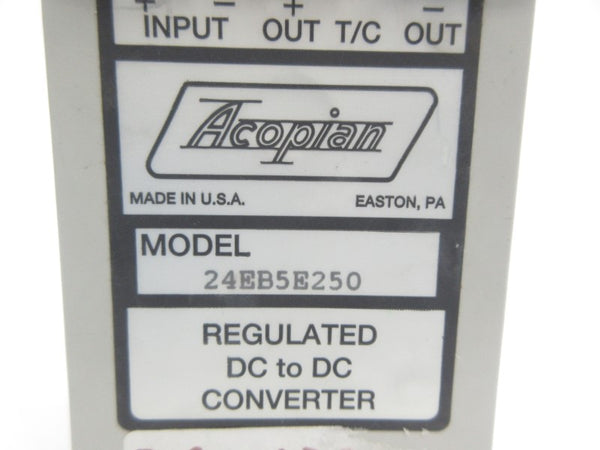 + - + -
INPUT OUT T/C OUT
Acopian
MADE IN U.S.A. EASTON, PA
MODEL
24EB5E250
REGULATED
DC to DC
CONVERTER